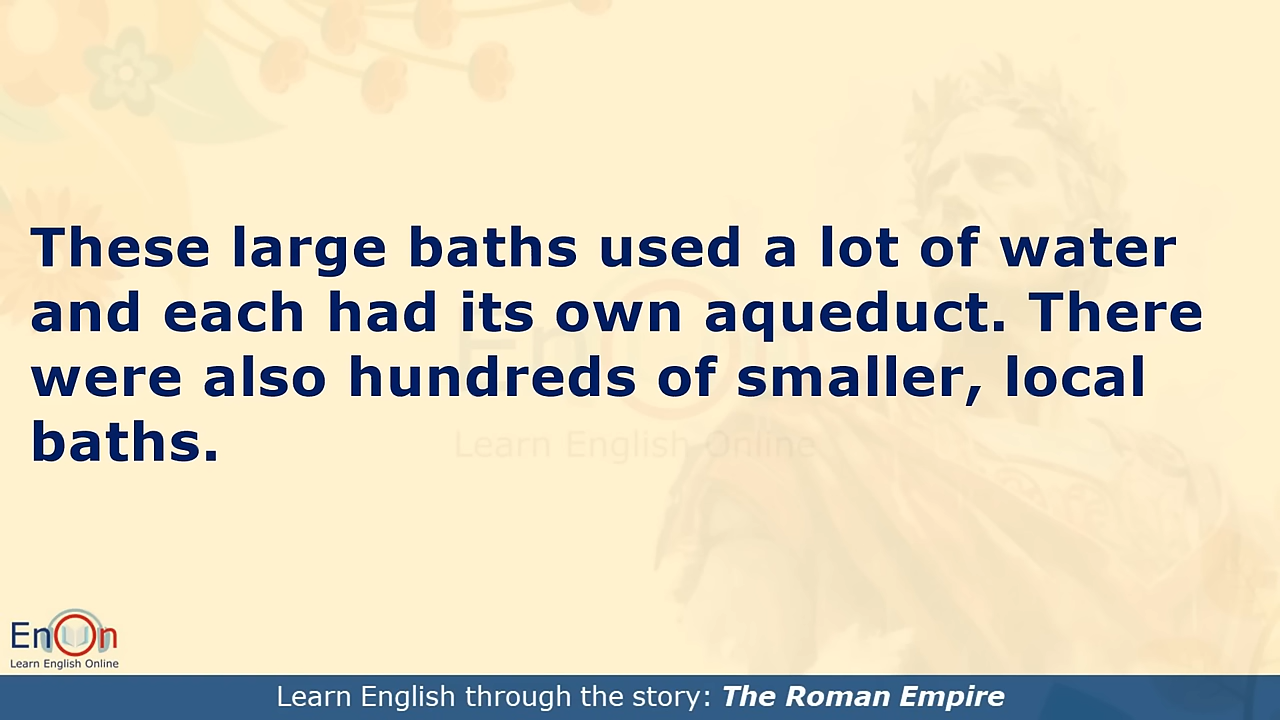 These large baths used a lot of water
and each had its own aqueduct. There
were also hundreds of smaller, local
baths.
EnOn
Learn English Online
EnOn
Learn English Online
Learn English through the story: The Roman Empire